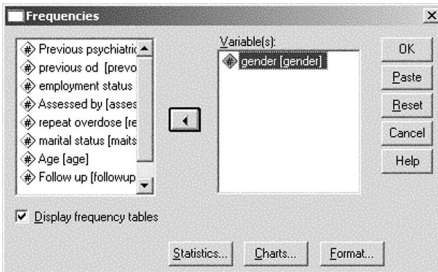 Frequencies
Previous psychiatric
previous od [prevo
employment status
Assessed by [asses
repeat overdose [re
marital status [maits
Age [age]
Follow up [followup
Variable(s):
gender [gender]
OK
Paste
Reset
Cancel
Help
Display frequency tables
Statistics...
Charts...
Format...